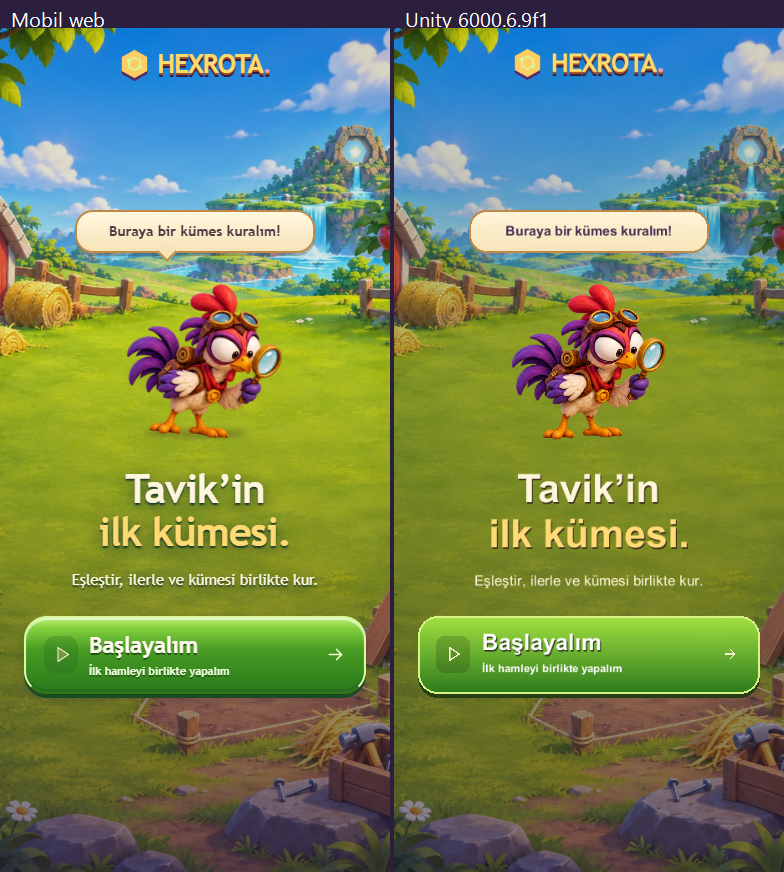 Mobil web
HEXROTA.
Buraya bir kümes kuralım!
Tavik’in
ilk kümesi.
Eşleştir, ilerle ve kümesi birlikte kur.
Başlayalım
İlk hamleyi birlikte yapalım
Unity 6000.6.9f1
HEXROTA.
Buraya bir kümes kuralım!
Tavik’in
ilk kümesi.
Eşleştir, ilerle ve kümesi birlikte kur.
Başlayalım
İlk hamleyi birlikte yapalım